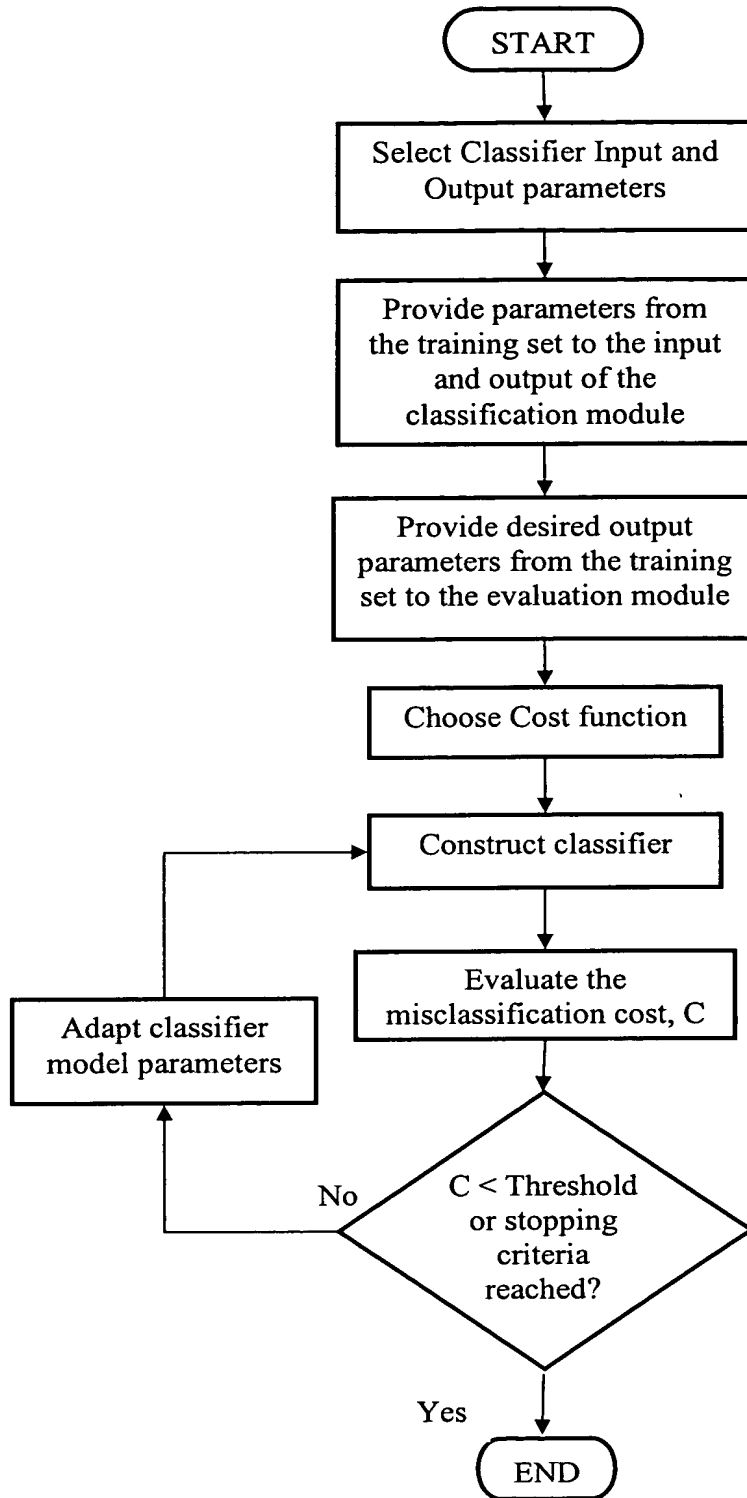 START
Select Classifier Input and
Output parameters
Provide parameters from
the training set to the input
and output of the
classification module
Provide desired output
parameters from the training
set to the evaluation module
Choose Cost function
Construct classifier
Evaluate the
misclassification cost, C
Adapt classifier
model parameters
No
C < Threshold
or stopping
criteria
reached?
Yes
END